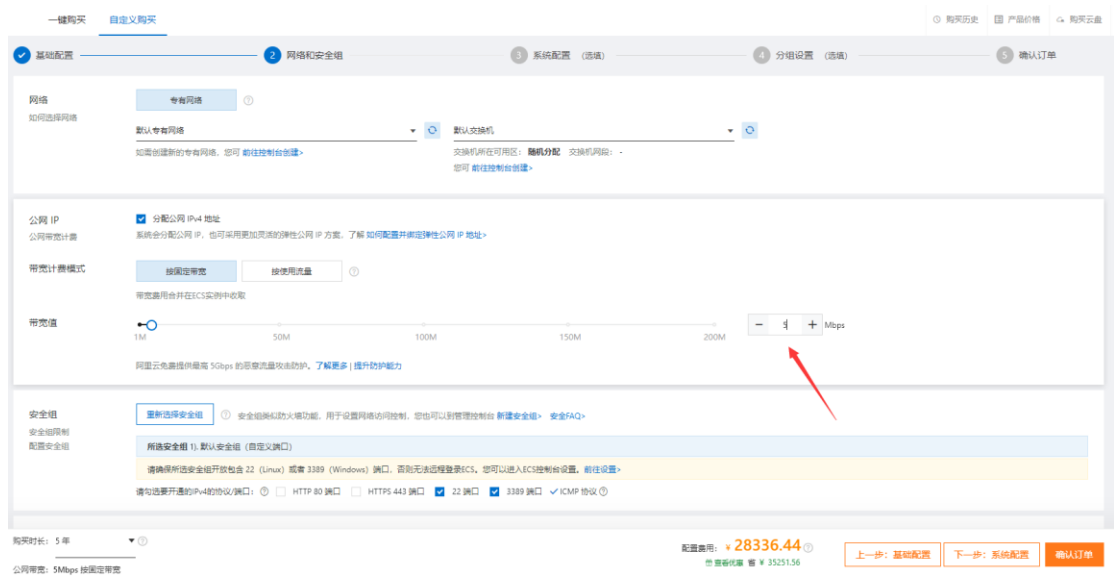 一键购买 自定义购买 购买历史 产品价格 购买云盘
基础配置 2 网络和安全组 3 系统配置 (选填) 4 分组设置 (选填) 5 确认订单
网络 专有网络
如何选择网络
默认专有网络 默认交换机
如需创建新的专有网络，您可 前往控制台创建> 交换机所在可用区： 随机分配 交换机网段： -
您可 前往控制台创建>
公网 IP 分配公网 IPv4 地址
公网带宽计费 系统会分配公网 IP，也可采用更加灵活的弹性公网 IP 方案，了解 如何配置并绑定弹性公网 IP 地址>
带宽计费模式 按固定带宽 按使用流量
带宽费用合并在ECS实例中收取
带宽值 − 5 + Mbps
1M 50M 100M 150M 200M
阿里云免费提供最高 5Gbps 的恶意流量攻击防护。了解更多 | 提升防护能力
安全组 重新选择安全组 安全组类似防火墙功能，用于设置网络访问控制，您也可以到管理控制台 新建安全组> 安全FAQ>
安全组限制
配置安全组 所选安全组 1). 默认安全组（自定义端口）
请确保所选安全组开放包含 22（Linux）或者 3389（Windows）端口，否则无法远程登录ECS。您可以进入ECS控制台设置。前往设置>
请勾选要开通的IPv4的协议/端口： HTTP 80 端口 HTTPS 443 端口 22 端口 3389 端口 ICMP 协议
购买时长： 5 年 配置费用： ¥ 28336.44 上一步：基础配置 下一步：系统配置 确认订单
查看优惠 省 ¥ 35251.56
公网带宽： 5Mbps 按固定带宽